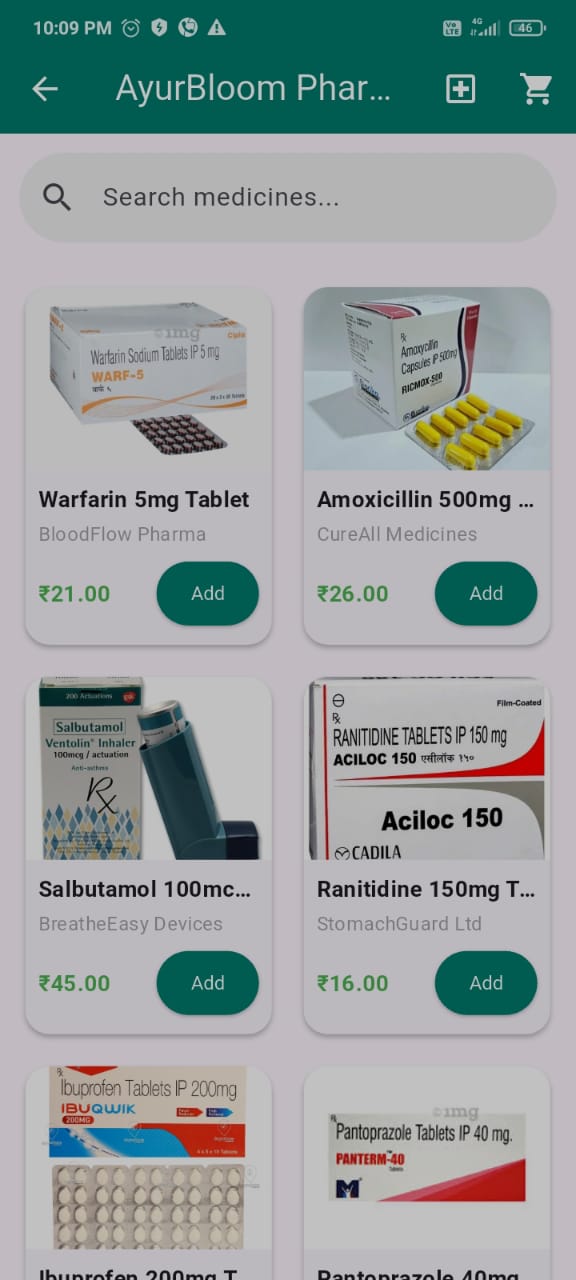 10:09 PM
Vo
LTE
4G
46
AyurBloom Phar...
Search medicines...
©1mg
Cipla
Warfarin Sodium Tablets IP 5 mg
WARF-5
Warfarin 5mg Tablet
BloodFlow Pharma
₹21.00
Add
Rx
Amoxycillin
Capsules IP 500mg
RICMOX-500
Amoxicillin 500mg ...
CureAll Medicines
₹26.00
Add
200 Actuations
gsk
Salbutamol
Ventolin® Inhaler
100mcg / actuation
Anti-asthma
Rx
Salbutamol 100mc...
BreatheEasy Devices
₹45.00
Add
Film-Coated
Rx
RANITIDINE TABLETS IP 150 mg
ACILOC 150 एसीलॉक १५०
Aciloc 150
CADILA
Ranitidine 150mg T...
StomachGuard Ltd
₹16.00
Add
Rx
Ibuprofen Tablets IP 200mg
IBUQWIK
200MG
Ibuprofen 200mg T...
©1mg
Rx
Pantoprazole Tablets IP 40 mg.
PANTERM-40
Tablets
M
Pantoprazole 40mg